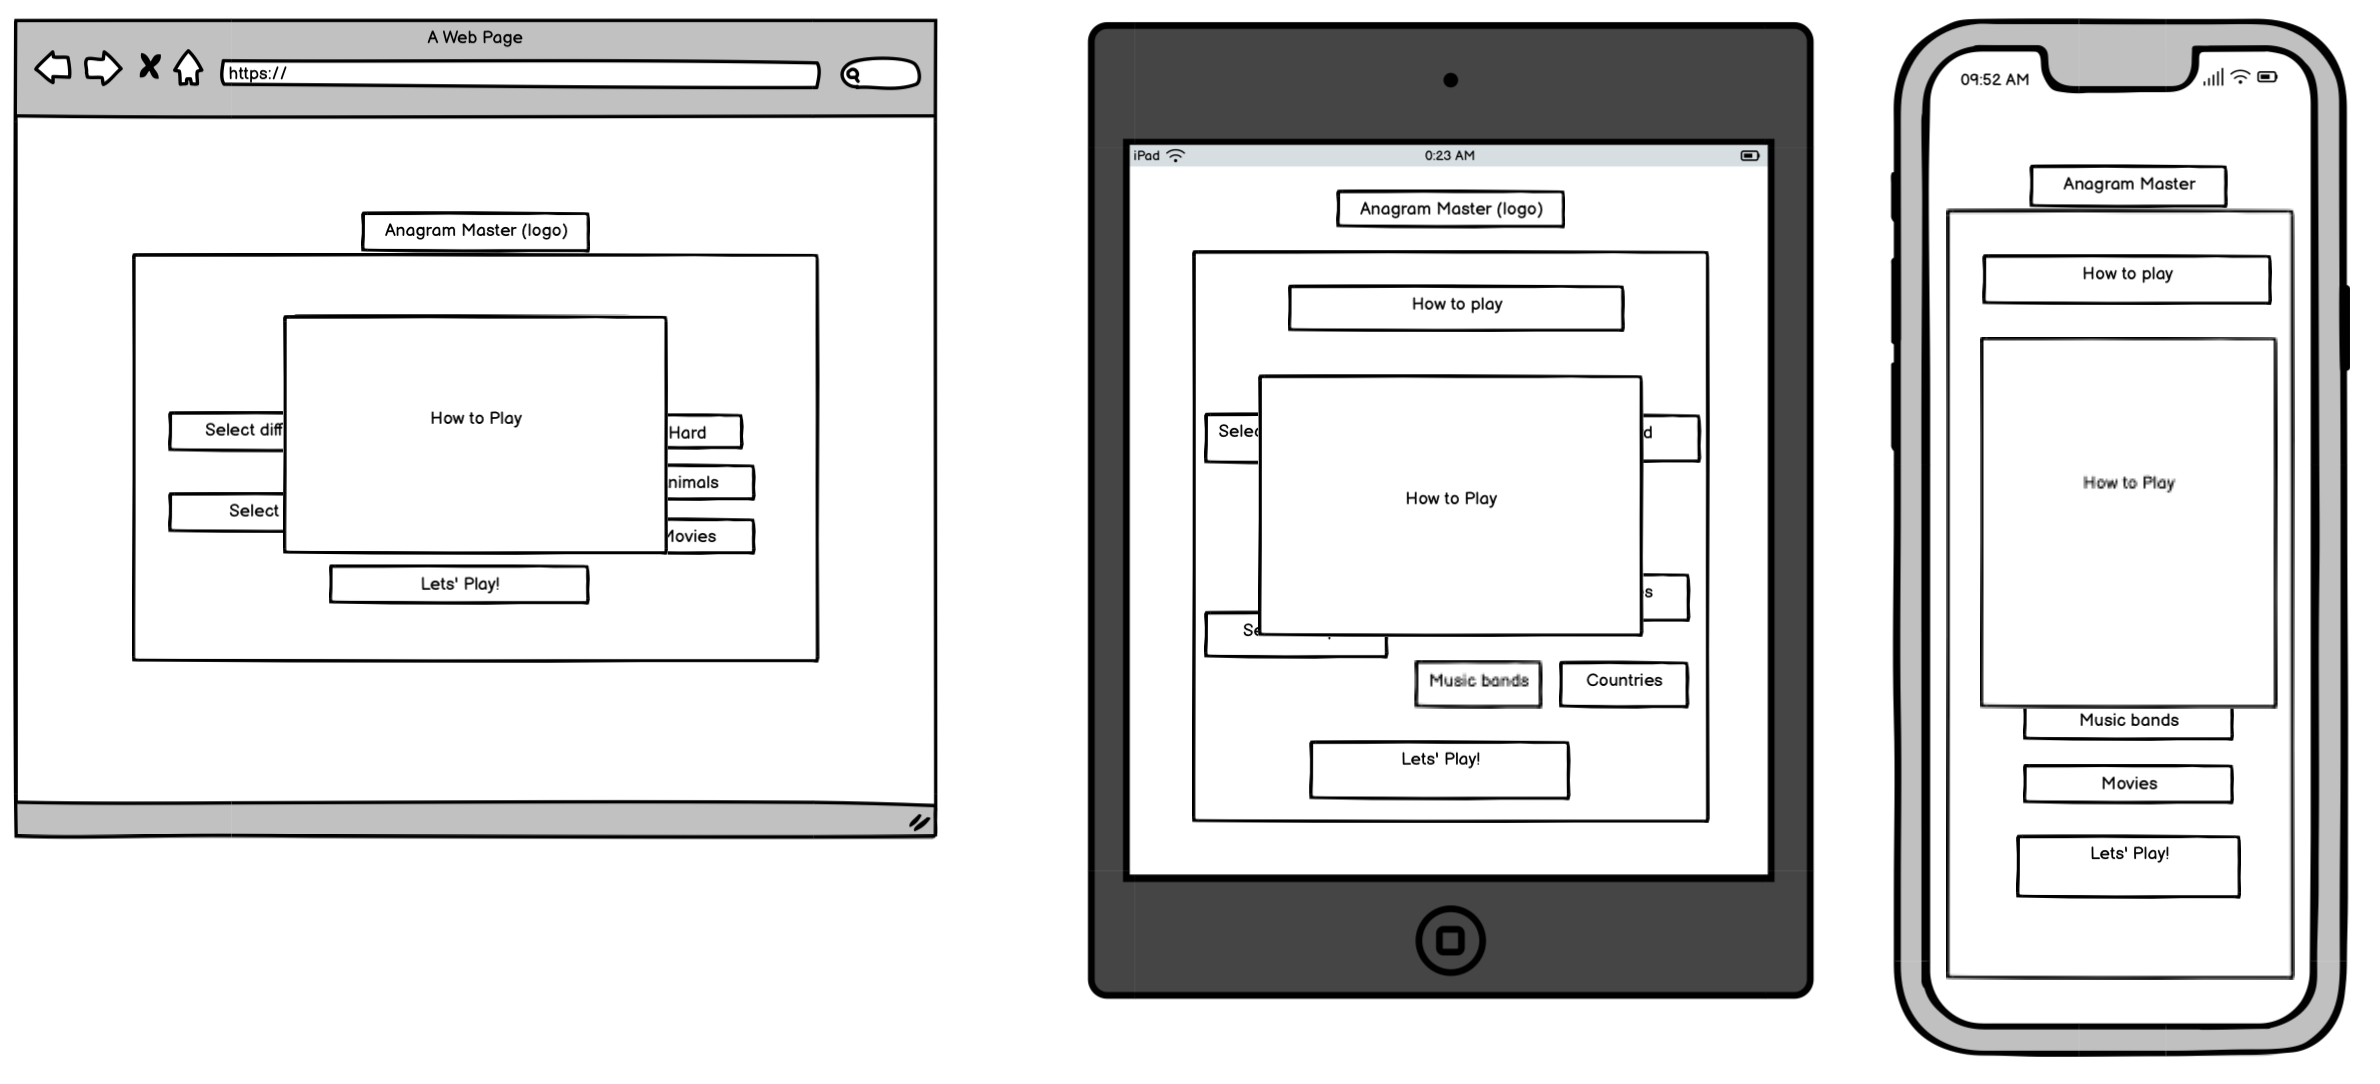 A Web Page
https://
Anagram Master (logo)
How to Play
Select diff
Hard
nimals
Select
Movies
Lets' Play!
iPad
0:23 AM
Anagram Master (logo)
How to play
Selec
d
How to Play
s
Se
Music bands
Countries
Lets' Play!
09:52 AM
Anagram Master
How to play
How to Play
Music bands
Movies
Lets' Play!